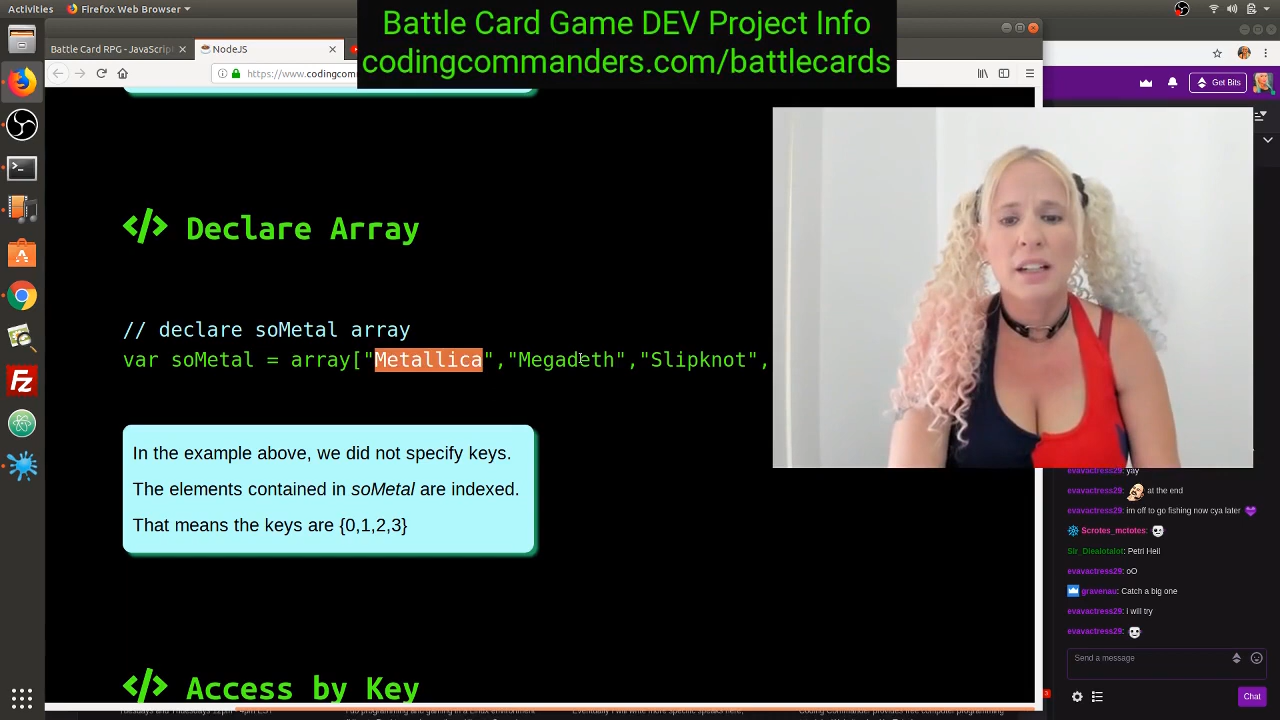 Activities
Firefox Web Browser
Battle Card Game DEV Project Info
codingcommanders.com/battlecards
Battle Card RPG - JavaScript
NodeJS
https://www.codingcom
Get Bits
</> Declare Array
// declare soMetal array
var soMetal = array["Metallica","Megadeth","Slipknot",
In the example above, we did not specify keys.
The elements contained in soMetal are indexed.
That means the keys are {0,1,2,3}
</> Access by Key
evavactress29: yay
at the end
evavactress29: im off to go fishing now cya later
Scrotes_mctotes:
Sir_Diealotalot: Petri Heil
evavactress29: oO
gravenau: Catch a big one
evavactress29: i will try
evavactress29:
Send a message
Chat